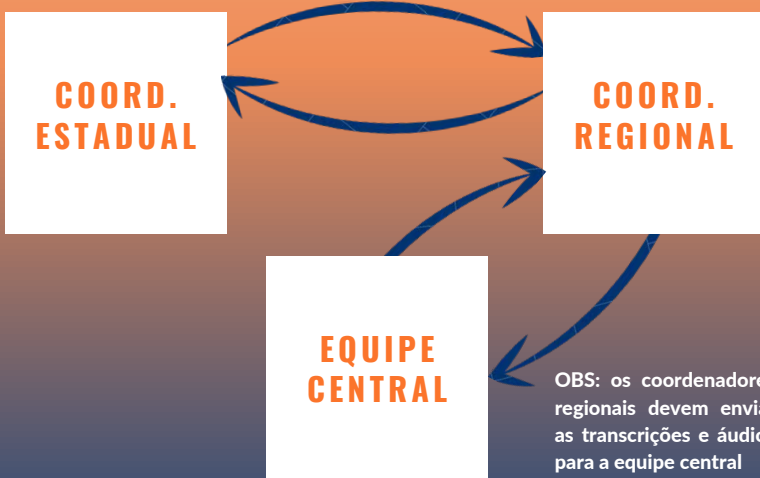 COORD.
ESTADUAL
COORD.
REGIONAL
EQUIPE
CENTRAL
OBS: os coordenadore
regionais devem envia
as transcrições e áudio
para a equipe central